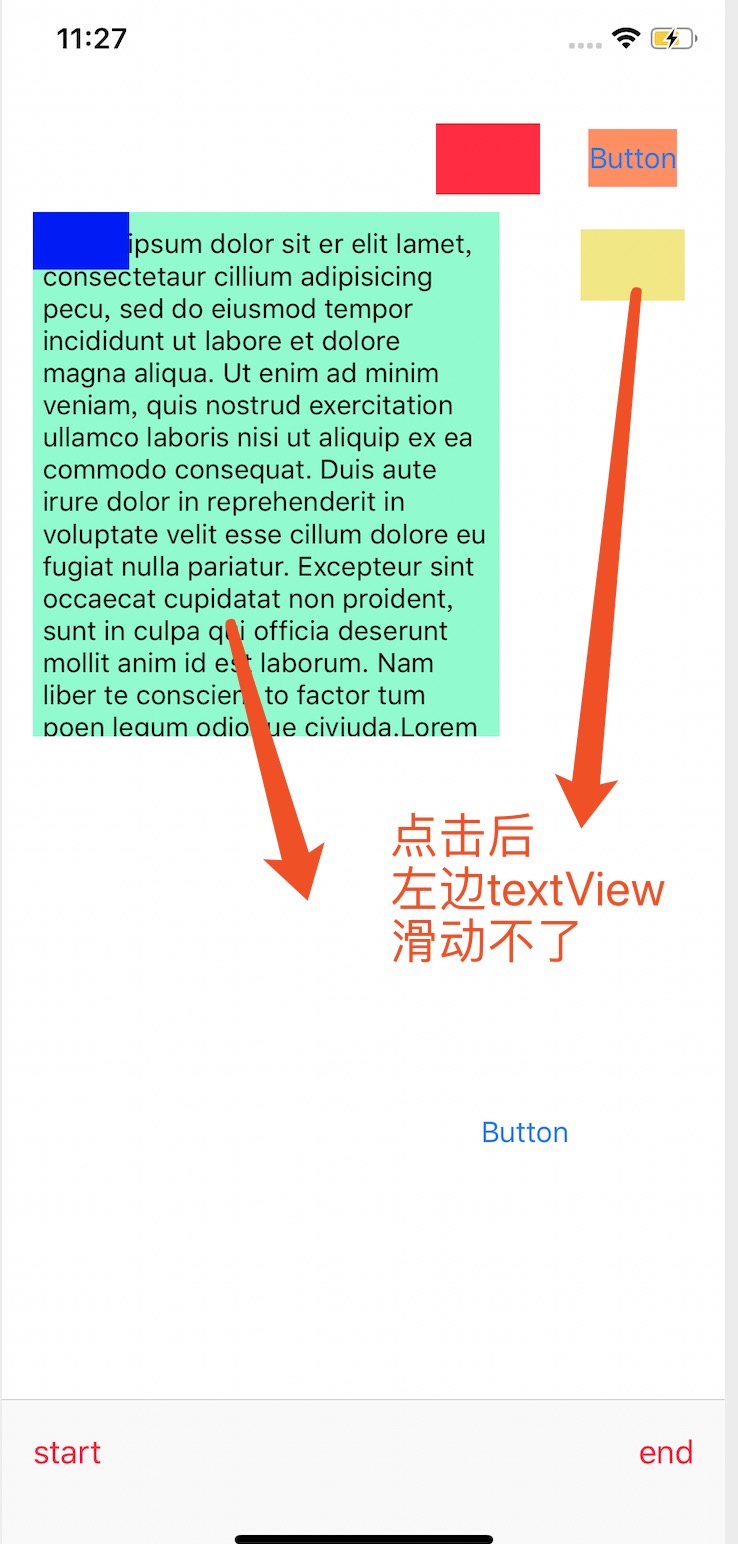 11:27
Button
ipsum dolor sit er elit lamet,
consectetaur cillium adipisicing
pecu, sed do eiusmod tempor
incididunt ut labore et dolore
magna aliqua. Ut enim ad minim
veniam, quis nostrud exercitation
ullamco laboris nisi ut aliquip ex ea
commodo consequat. Duis aute
irure dolor in reprehenderit in
voluptate velit esse cillum dolore eu
fugiat nulla pariatur. Excepteur sint
occaecat cupidatat non proident,
sunt in culpa qui officia deserunt
mollit anim id est laborum. Nam
liber te conscient to factor tum
poen legum odioque civiuda.Lorem
点击后
左边textView
滑动不了
Button
start
end